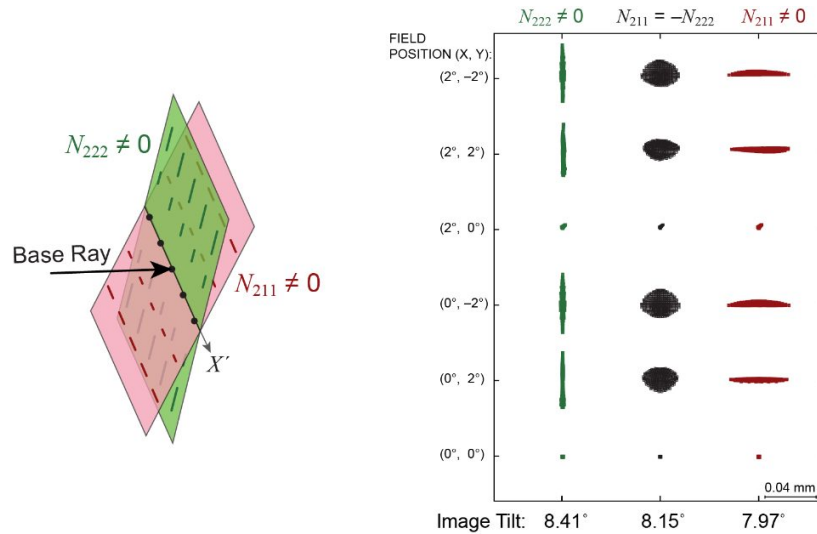 N₂₂₂ ≠ 0
Base Ray
N₂₁₁ ≠ 0
X′
N₂₂₂ ≠ 0 N₂₁₁ = −N₂₂₂ N₂₁₁ ≠ 0
FIELD
POSITION (X, Y):
(2°, −2°)
(2°, 2°)
(2°, 0°)
(0°, −2°)
(0°, 2°)
(0°, 0°)
0.04 mm
Image Tilt: 8.41° 8.15° 7.97°